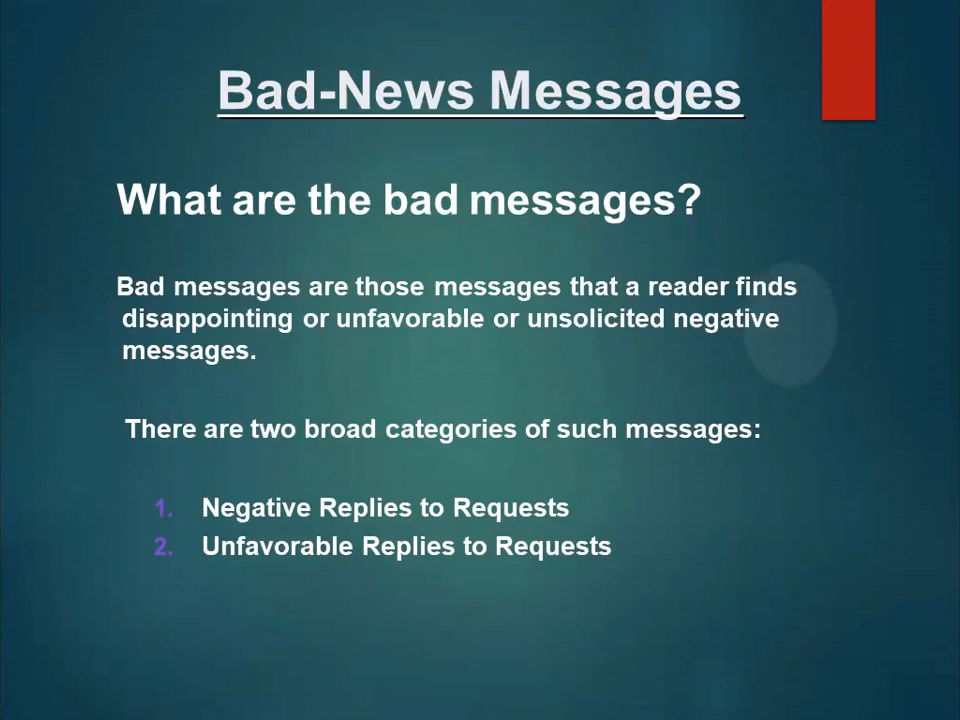 Bad-News Messages
What are the bad messages?
Bad messages are those messages that a reader finds
disappointing or unfavorable or unsolicited negative
messages.
There are two broad categories of such messages:
1. Negative Replies to Requests
2. Unfavorable Replies to Requests